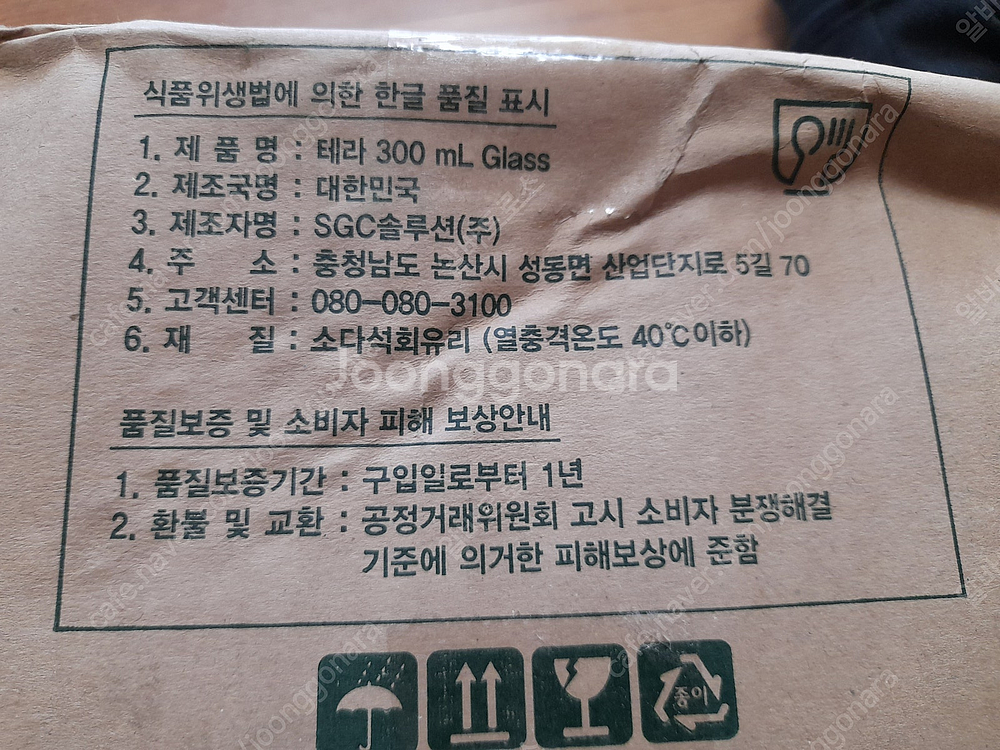 식품위생법에 의한 한글 품질 표시
1. 제 품 명 : 테라 300 mL Glass
2. 제조국명 : 대한민국
3. 제조자명 : SGC솔루션(주)
4. 주 소 : 충청남도 논산시 성동면 산업단지로 5길 70
5. 고객센터 : 080-080-3100
6. 재 질 : 소다석회유리 (열충격온도 40℃이하)
Joonggonara
품질보증 및 소비자 피해 보상안내
1. 품질보증기간 : 구입일로부터 1년
2. 환불 및 교환 : 공정거래위원회 고시 소비자 분쟁해결
기준에 의거한 피해보상에 준함
종이